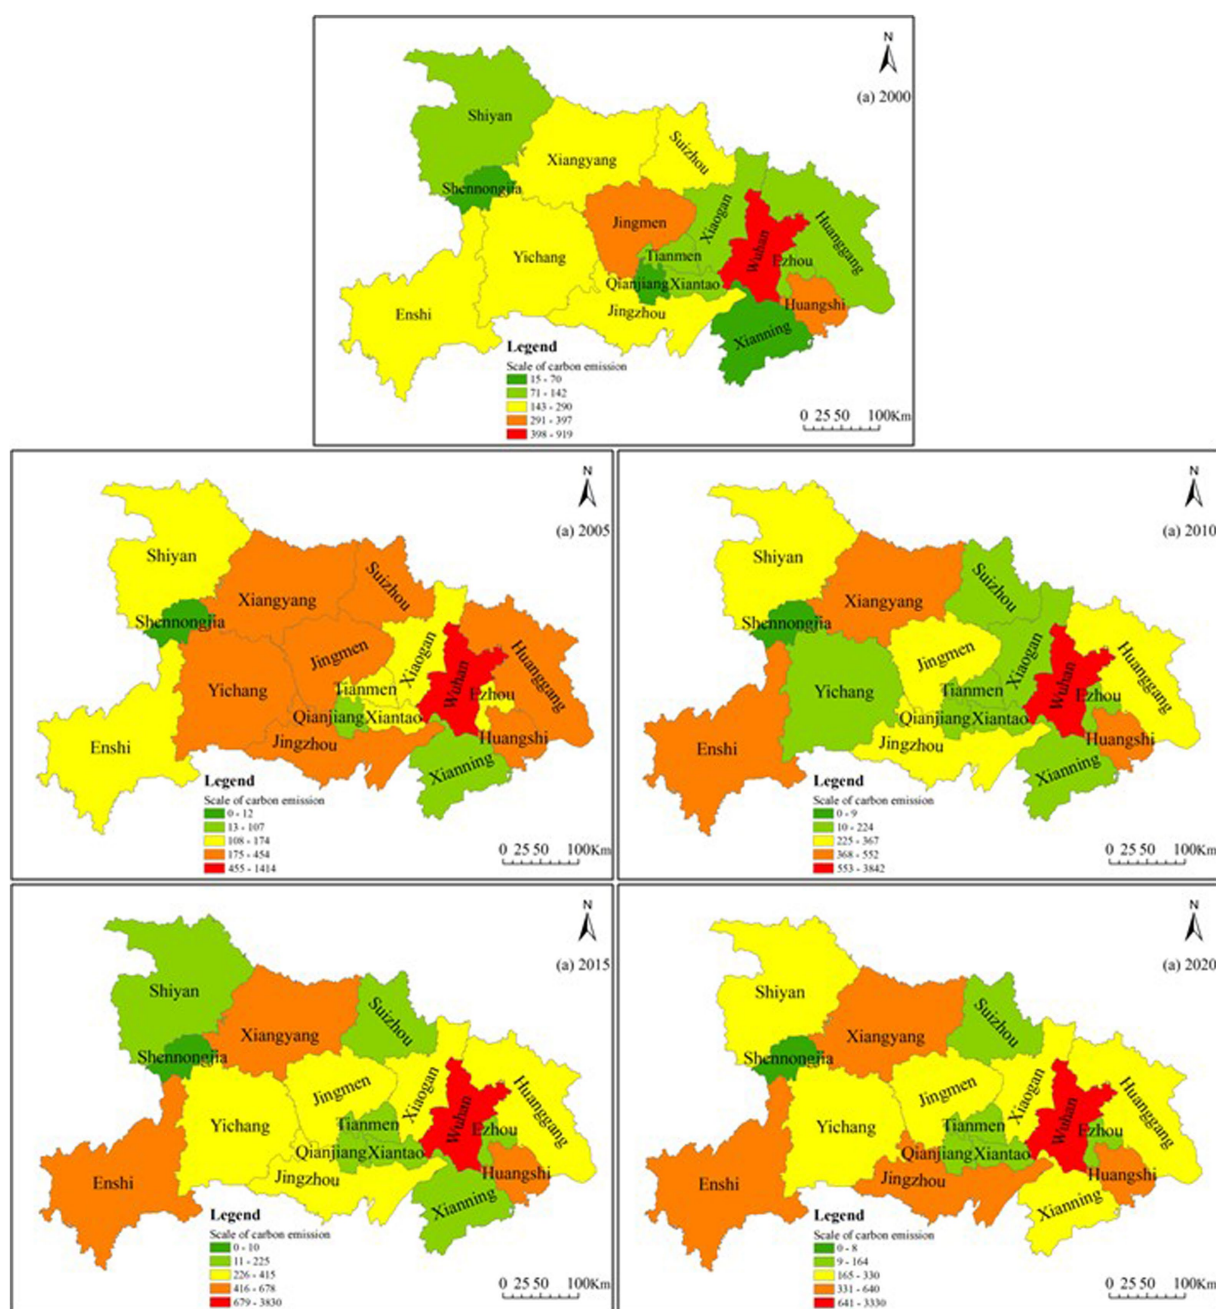 N
(a) 2000
Shiyan
Suizhou
Xiangyang
Shennongjia
Jingmen
Xiaogan
Huanggang
Yichang
Tianmen
Wuhan
Ezhou
Qianjiang
Xiantao
Enshi
Jingzhou
Huangshi
Xianning
Legend
Scale of carbon emission
15 - 70
71 - 142
143 - 290
291 - 397
398 - 919
0 25 50 100Km
N
(a) 2005
Shiyan
Suizhou
Xiangyang
Shennongjia
Jingmen
Xiaogan
Huanggang
Yichang
Tianmen
Wuhan
Ezhou
Qianjiang
Xiantao
Enshi
Jingzhou
Huangshi
Xianning
Legend
Scale of carbon emission
0 - 12
13 - 107
108 - 174
175 - 454
455 - 1414
0 25 50 100Km
N
(a) 2010
Shiyan
Suizhou
Xiangyang
Shennongjia
Jingmen
Xiaogan
Huanggang
Yichang
Tianmen
Wuhan
Ezhou
Qianjiang
Xiantao
Enshi
Jingzhou
Huangshi
Xianning
Legend
Scale of carbon emission
0 - 9
10 - 224
225 - 367
368 - 552
553 - 3842
0 25 50 100Km
N
(a) 2015
Shiyan
Suizhou
Xiangyang
Shennongjia
Jingmen
Xiaogan
Huanggang
Yichang
Tianmen
Wuhan
Ezhou
Qianjiang
Xiantao
Enshi
Jingzhou
Huangshi
Xianning
Legend
Scale of carbon emission
0 - 10
11 - 225
226 - 415
416 - 678
679 - 3830
0 25 50 100Km
N
(a) 2020
Shiyan
Suizhou
Xiangyang
Shennongjia
Jingmen
Xiaogan
Huanggang
Yichang
Tianmen
Wuhan
Ezhou
Qianjiang
Xiantao
Enshi
Jingzhou
Huangshi
Xianning
Legend
Scale of carbon emission
0 - 8
9 - 164
165 - 330
331 - 640
641 - 3330
0 25 50 100Km